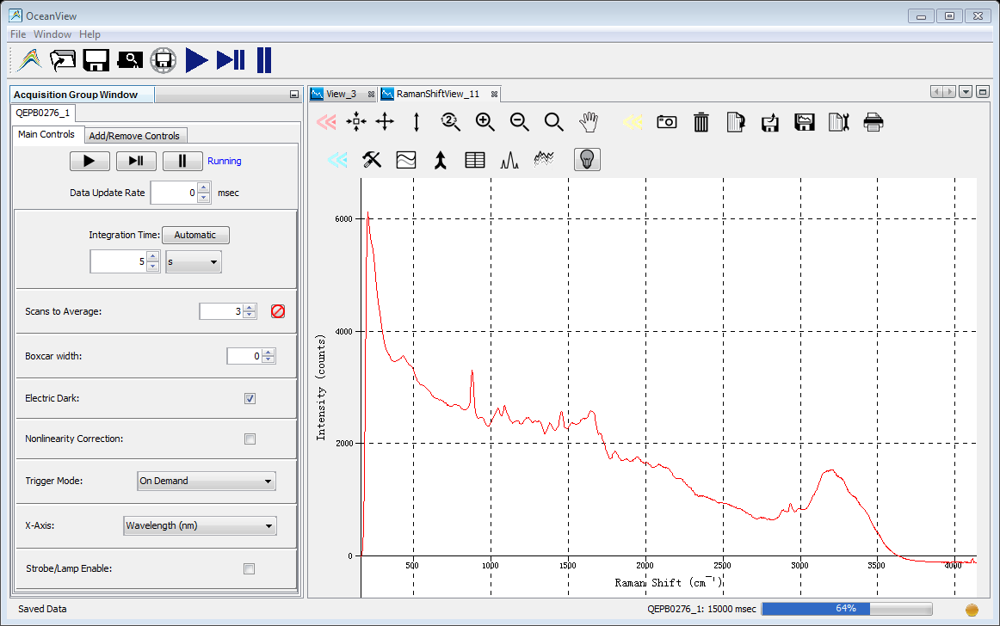 OceanView
File Window Help
Acquisition Group Window
QEPB0276_1
Main Controls Add/Remove Controls
Running
Data Update Rate 0 msec
Integration Time: Automatic
5 s
Scans to Average: 3
Boxcar width: 0
Electric Dark:
Nonlinearity Correction:
Trigger Mode: On Demand
X-Axis: Wavelength (nm)
Strobe/Lamp Enable:
View_3 RamanShiftView_11
2
6000
4000
2000
0
Intensity (counts)
500 1000 1500 2000 2500 3000 3500 4000
Raman Shift (cm⁻¹)
Saved Data
QEPB0276_1: 15000 msec 64%